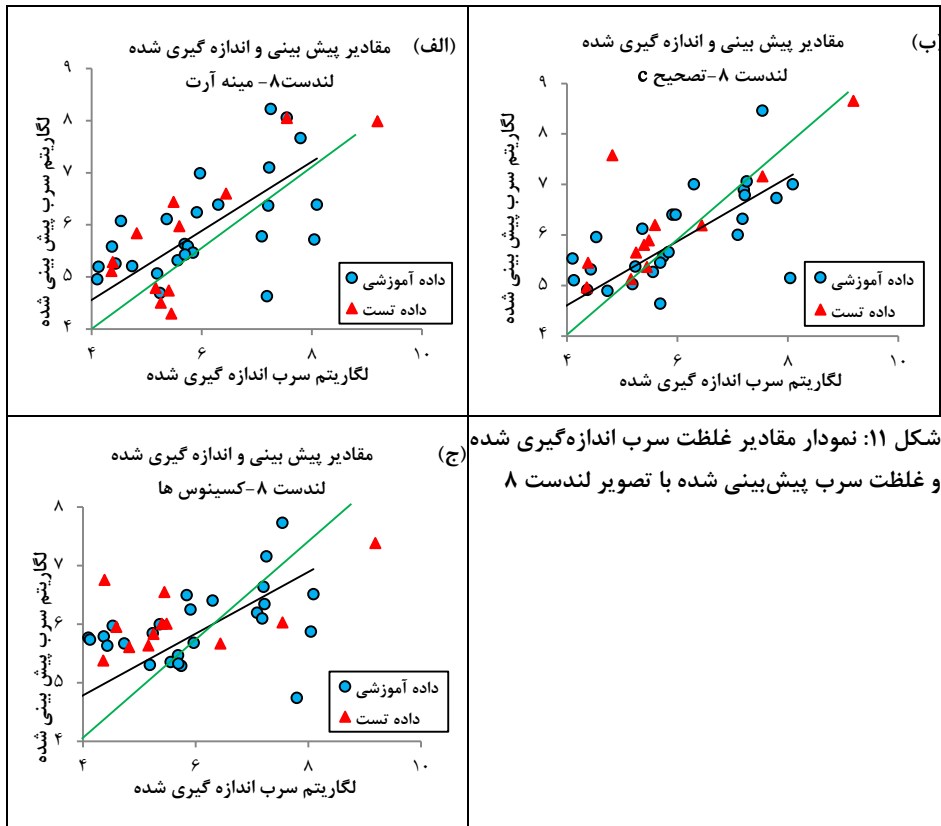 (الف)
مقادیر پیش بینی و اندازه گیری شده
لندست۸- مینه آرت
لگاریتم سرب پیش بینی شده
۹
۸
۷
۶
۵
۴
۴ ۶ ۸ ۱۰
داده آموزشی
داده تست
لگاریتم سرب اندازه گیری شده
ب)
مقادیر پیش بینی و اندازه گیری شده
لندست ۸-تصحیح c
لگاریتم سرب پیش بینی شده
۹
۸
۷
۶
۵
۴
۴ ۶ ۸ ۱۰
داده آموزشی
داده تست
لگاریتم سرب اندازه گیری شده
(ج)
مقادیر پیش بینی و اندازه گیری شده
لندست ۸-کسینوس ها
لگاریتم سرب پیش بینی شده
۸
۷
۶
۵
۴
۴ ۶ ۸ ۱۰
داده آموزشی
داده تست
لگاریتم سرب اندازه گیری شده
شکل ۱۱: نمودار مقادیر غلظت سرب اندازه‌گیری شده
و غلظت سرب پیش‌بینی شده با تصویر لندست ۸